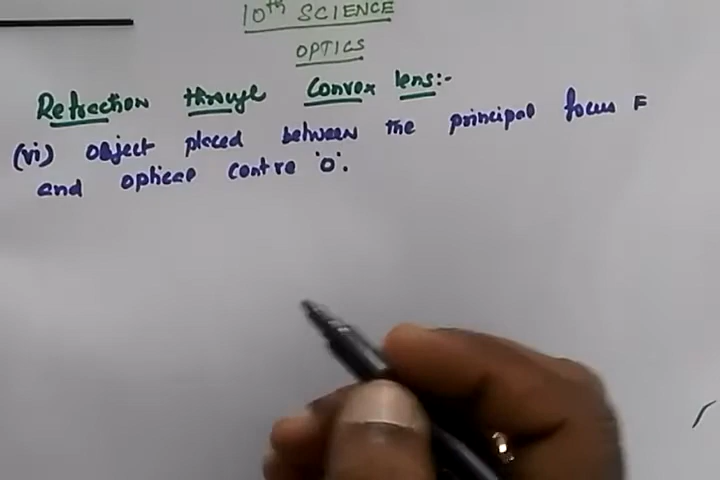 10th SCIENCE
OPTICS
Refraction through Convex lens:-
(vi) object placed between the principal focus F
and optical centre 'O'.